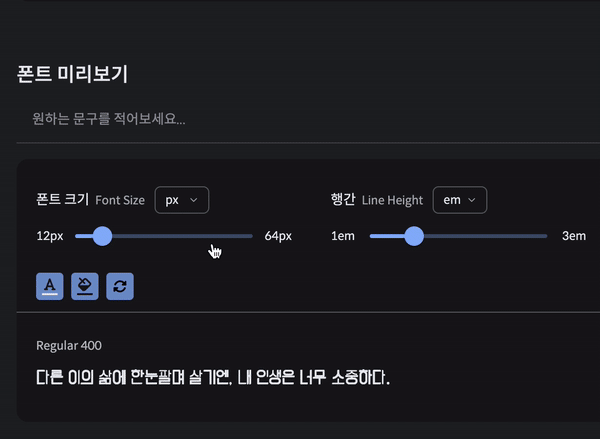 폰트 미리보기
원하는 문구를 적어보세요...
폰트 크기 Font Size px 행간 Line Height em
12px 64px 1em 3em
A
Regular 400
다른 이의 삶에 한눈팔며 살기엔, 내 인생은 너무 소중하다.